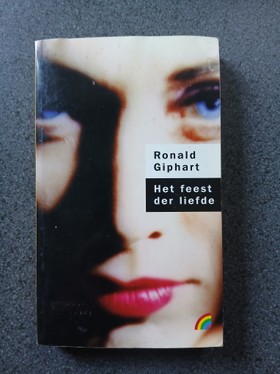 Ronald
Giphart
Het feest
der liefde